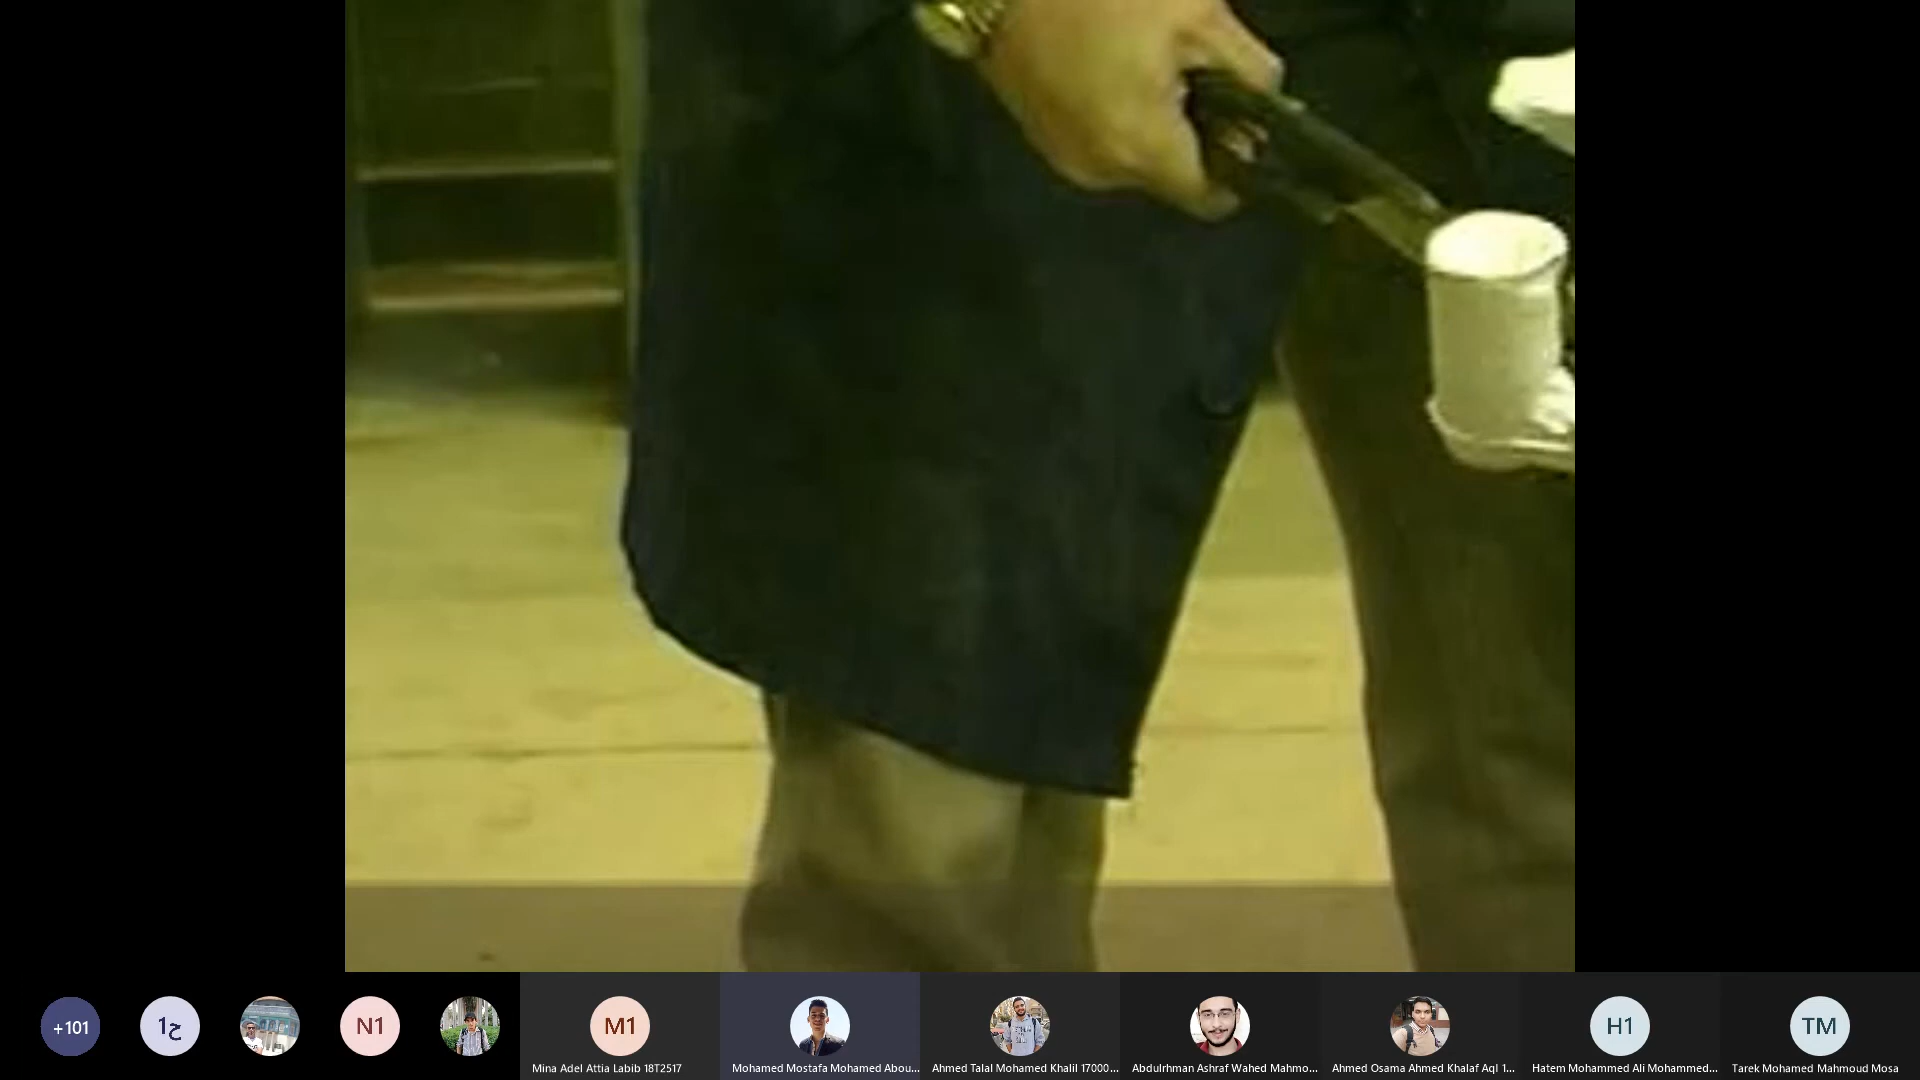 +101
ح1
N1
M1
H1
TM
Mina Adel Attia Labib 18T2517
Mohamed Mostafa Mohamed Abou...
Ahmed Talal Mohamed Khalil 17000...
Abdulrhman Ashraf Wahed Mahmo...
Ahmed Osama Ahmed Khalaf Aql 1...
Hatem Mohammed Ali Mohammed...
Tarek Mohamed Mahmoud Mosa